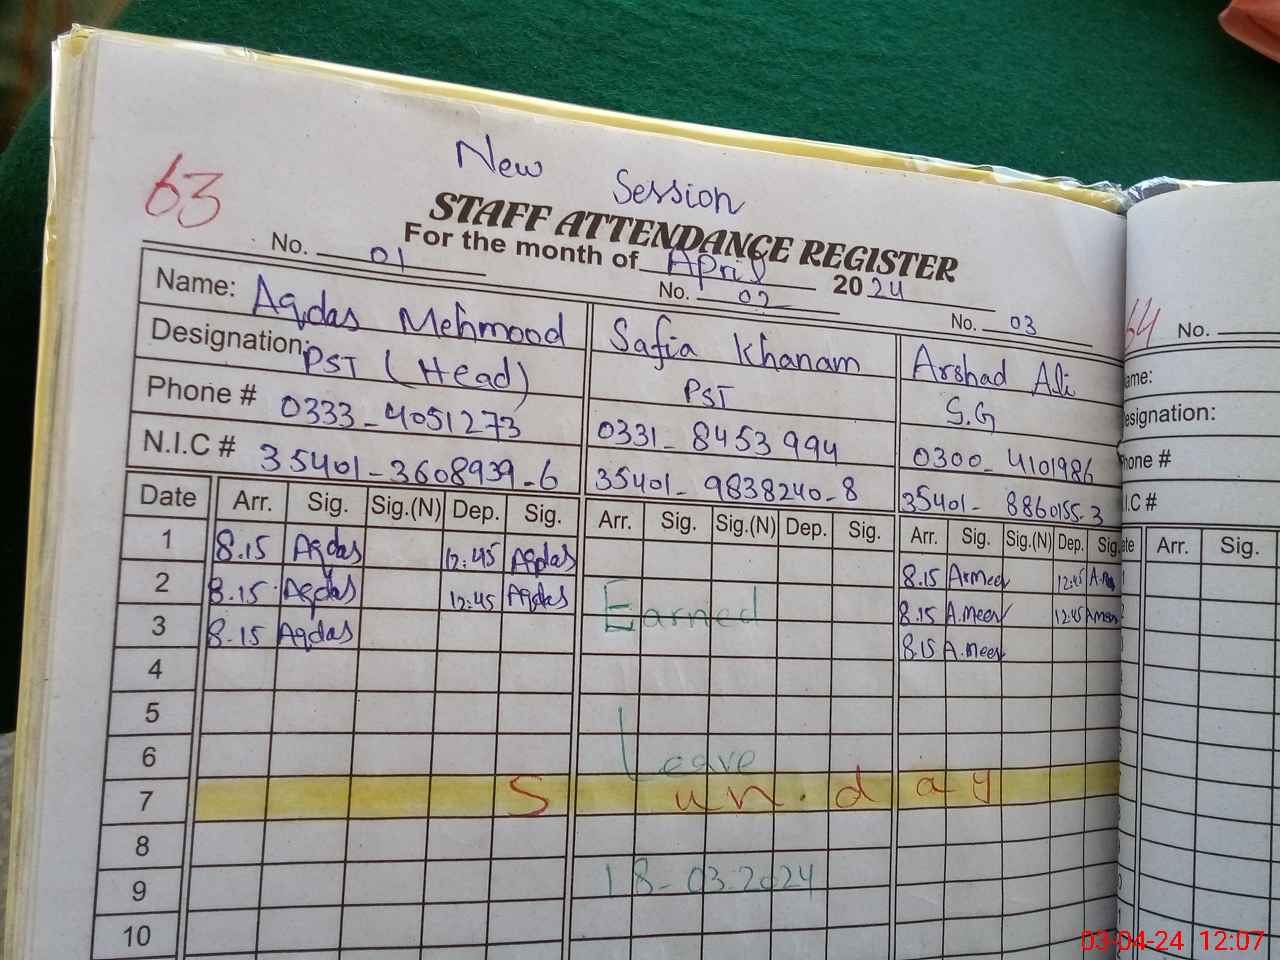 New Session
63
STAFF ATTENDANCE REGISTER
For the month of April 2024
No. 01 No. 02 No. 03
Name: Aqdas Mehmood Safia Khanam Arshad Ali
Designation: PST (Head) PST S.G
Phone # 0333-4051273 0331-8453994 0300-4101986
N.I.C # 35401-3608939-6 35401-9838240-8 35401-8860155-3
Date Arr. Sig. Sig.(N) Dep. Sig. Arr. Sig. Sig.(N) Dep. Sig. Arr. Sig. Sig.(N) Dep. Sig.
1 8.15 Aqdas 12:45 Aqdas 8.15 12:45
2 8.15 Aqdas 12:45 Aqdas Earned 8.15 A.meer 12:45 Ameer
3 8.15 Aqdas 8.15 A.meer
4
5
6 Leave
7 Sunday
8
9 18-03-2024
10
64 No.
ame:
esignation:
hone #
I.C #
ate Arr. Sig.
03-04-24 12:07